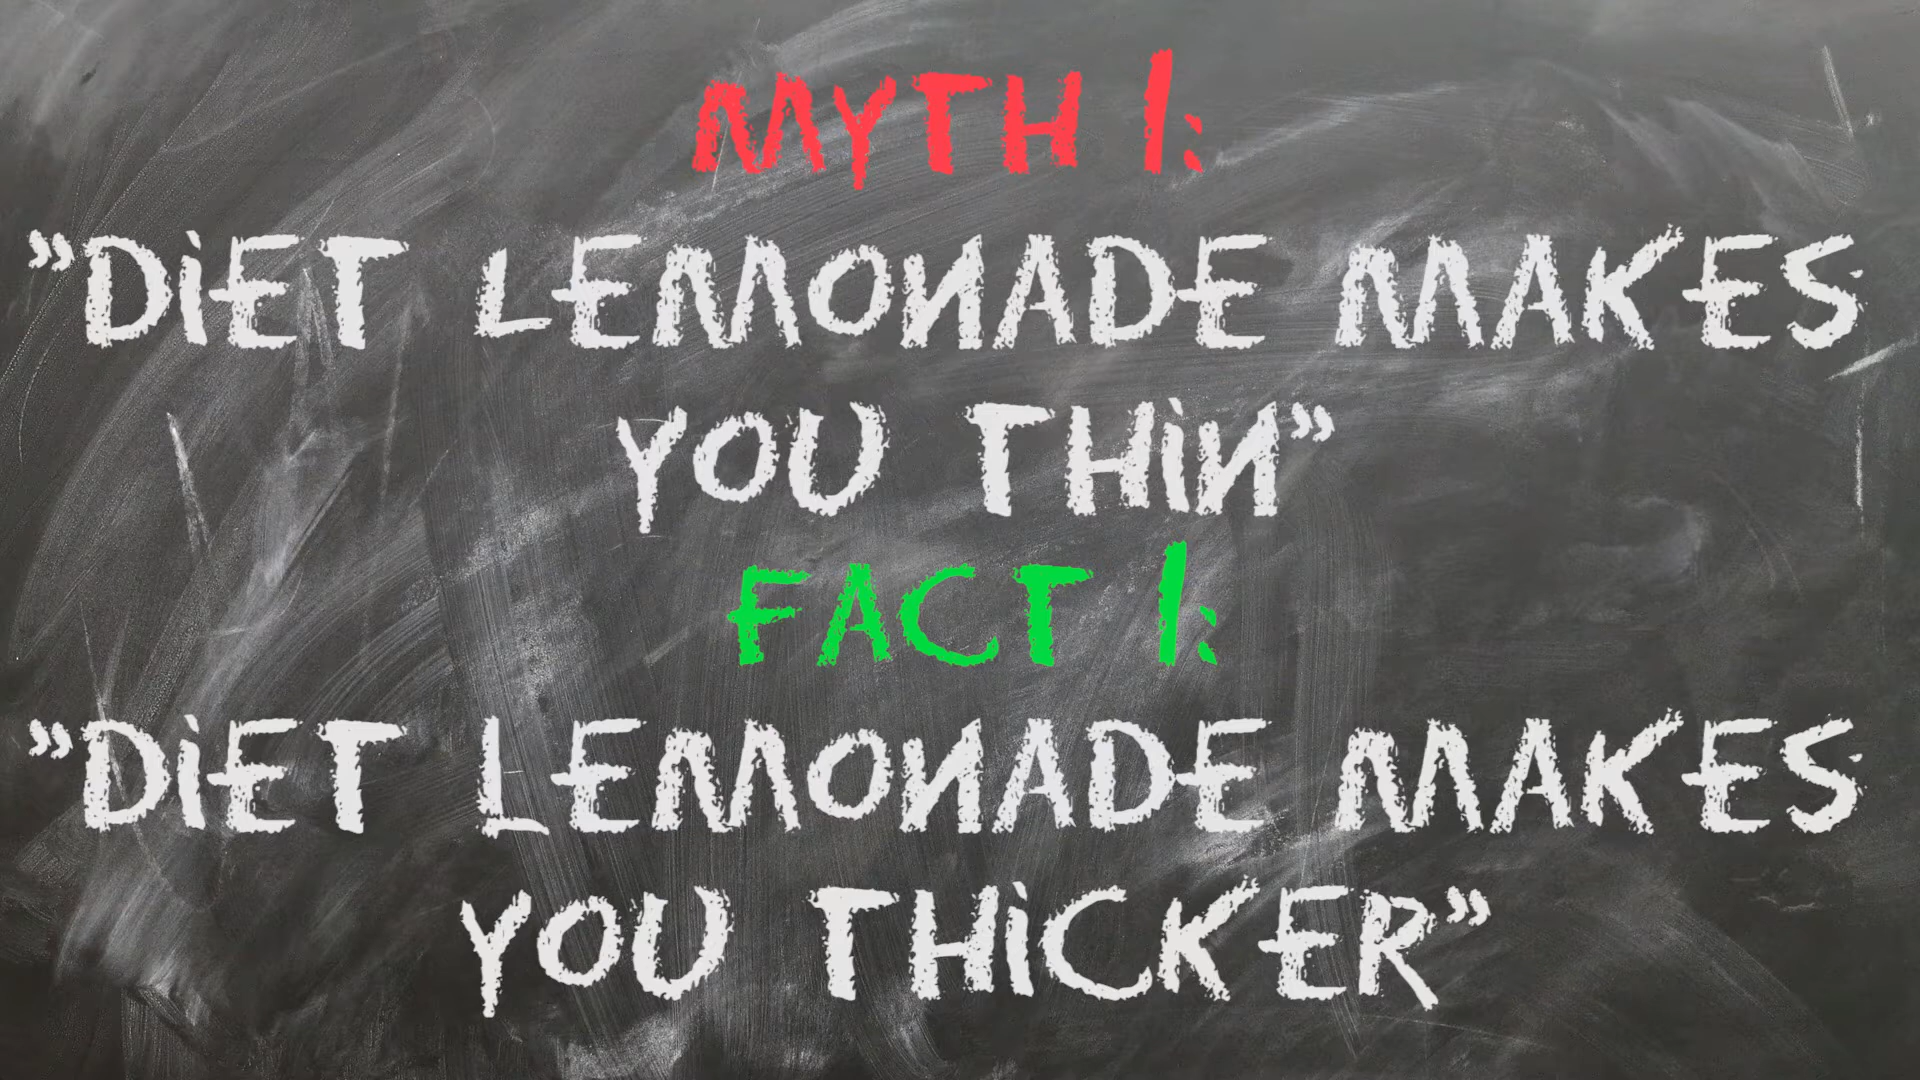 MYTH 1:
”DiET LEMONADE MAKES
YOU THiN”
FACT 1:
”DiET LEMONADE MAKES
YOU THiCKER”